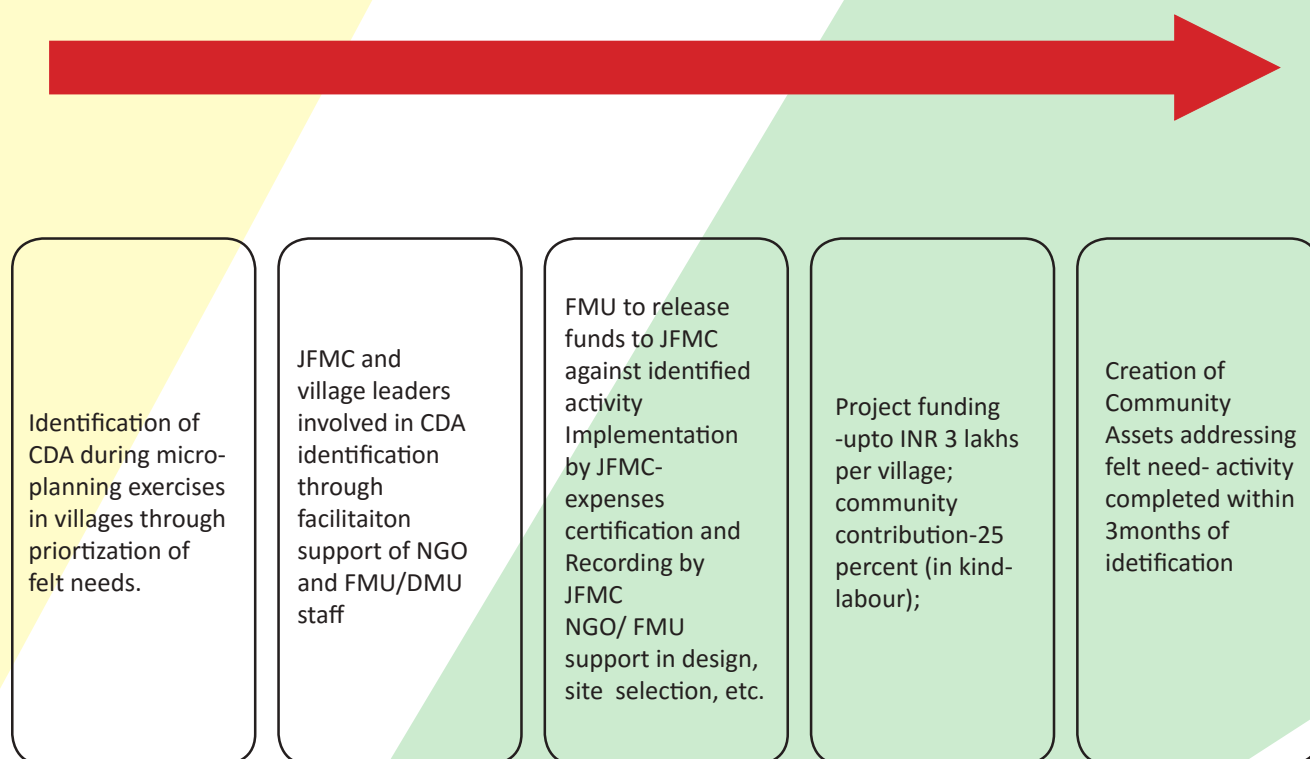 Identification of
CDA during micro-
planning exercises
in villages through
priortization of
felt needs.
JFMC and
village leaders
involved in CDA
identification
through
facilitaiton
support of NGO
and FMU/DMU
staff
FMU to release
funds to JFMC
against identified
activity
Implementation
by JFMC-
expenses
certification and
Recording by
JFMC
NGO/ FMU
support in design,
site selection, etc.
Project funding
-upto INR 3 lakhs
per village;
community
contribution-25
percent (in kind-
labour);
Creation of
Community
Assets addressing
felt need- activity
completed within
3months of
idetification